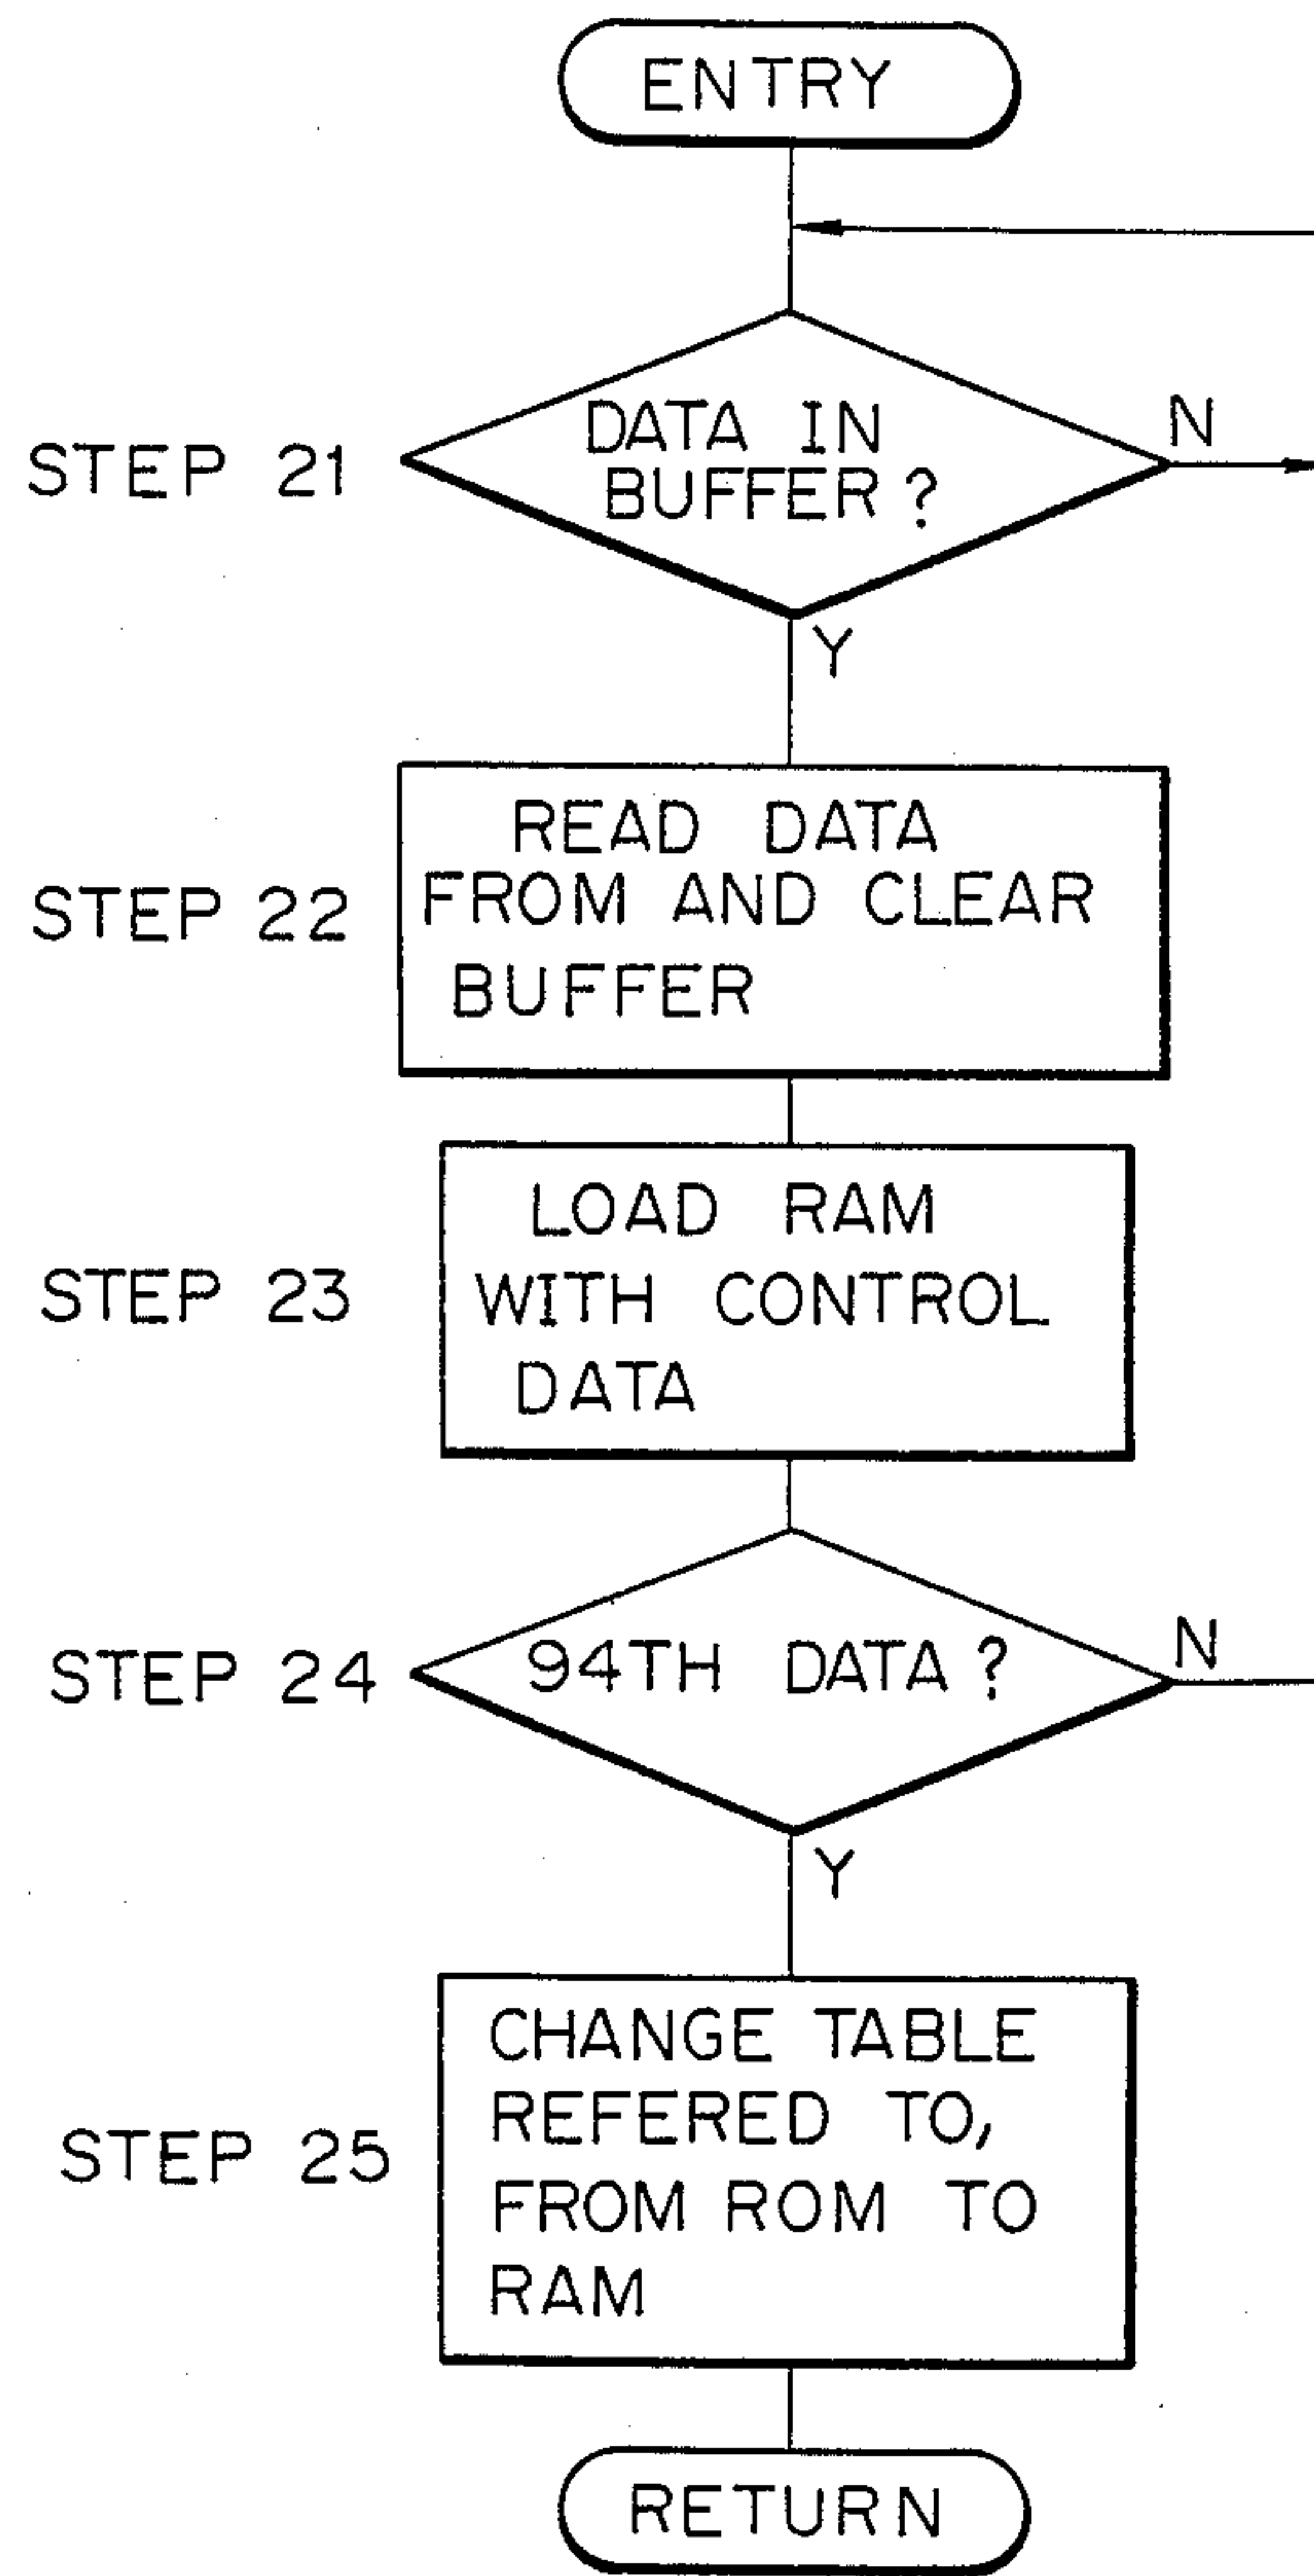 ENTRY
DATA IN
BUFFER?
N
STEP 21
Y
READ DATA
FROM AND CLEAR
BUFFER
STEP 22
LOAD RAM
WITH CONTROL
DATA
STEP 23
94TH DATA?
N
STEP 24
Y
CHANGE TABLE
REFERED TO,
FROM ROM TO
RAM
STEP 25
RETURN